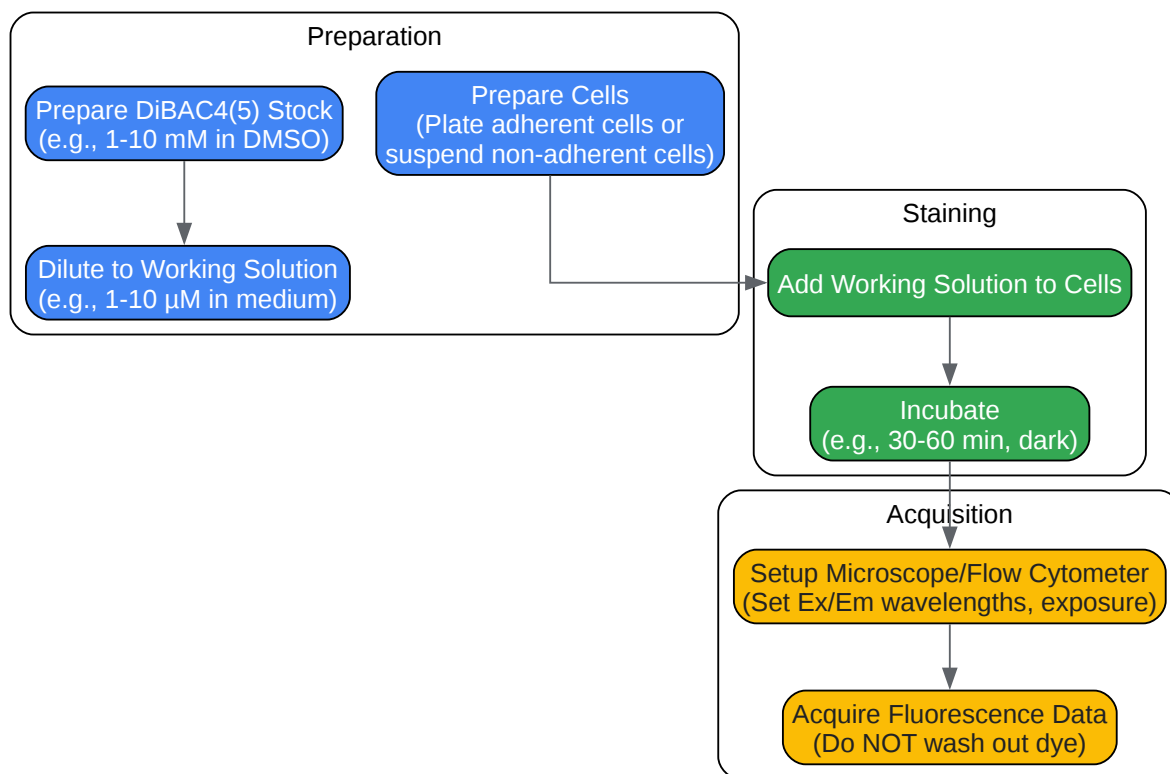 Preparation
Prepare DiBAC4(5) Stock
(e.g., 1-10 mM in DMSO)
Prepare Cells
(Plate adherent cells or
suspend non-adherent cells)
Dilute to Working Solution
(e.g., 1-10 µM in medium)
Staining
Add Working Solution to Cells
Incubate
(e.g., 30-60 min, dark)
Acquisition
Setup Microscope/Flow Cytometer
(Set Ex/Em wavelengths, exposure)
Acquire Fluorescence Data
(Do NOT wash out dye)